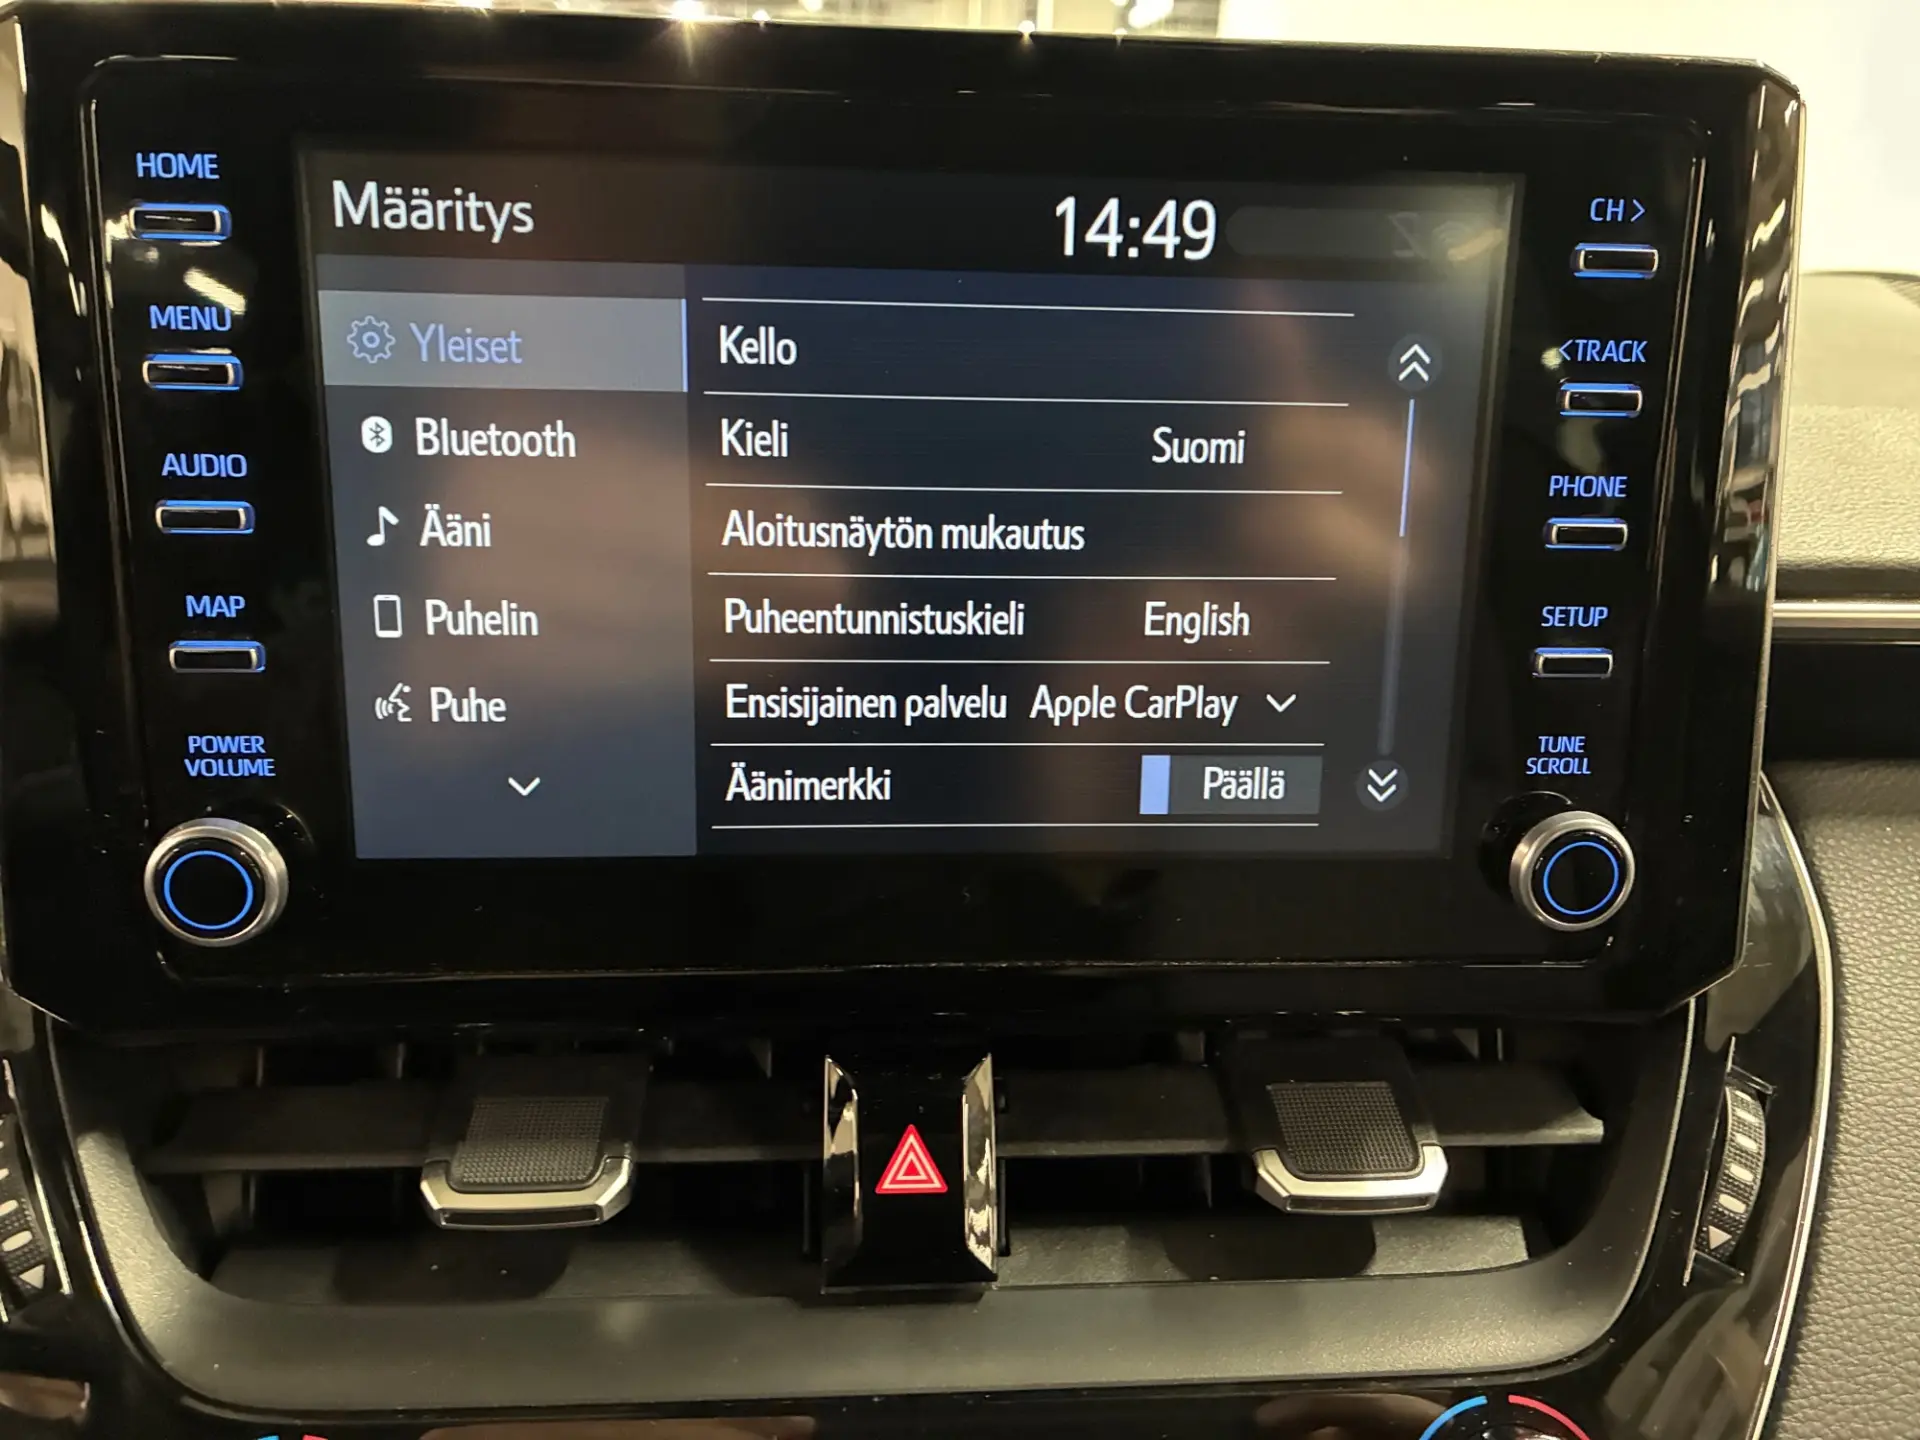 HOME
MENU
AUDIO
MAP
POWER
VOLUME
Määritys
14:49
Yleiset
Bluetooth
Ääni
Puhelin
Puhe
Kello
Kieli Suomi
Aloitusnäytön mukautus
Puheentunnistuskieli English
Ensisijainen palvelu Apple CarPlay
Äänimerkki Päällä
CH >
< TRACK
PHONE
SETUP
TUNE
SCROLL